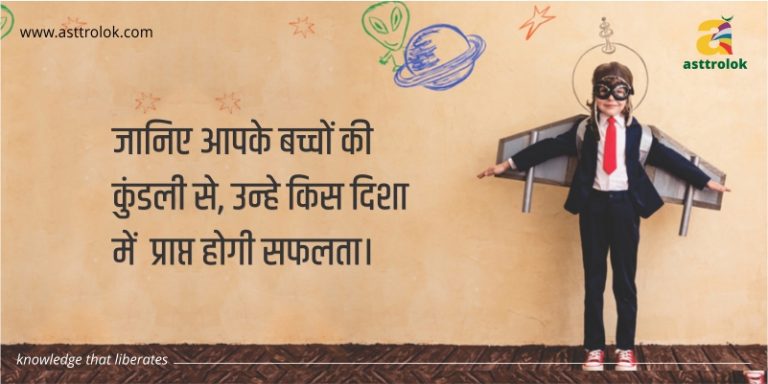 www.asttrolok.com
asttrolok
जानिए आपके बच्चों की
कुंडली से, उन्हे किस दिशा
में प्राप्त होगी सफलता।
knowledge that liberates